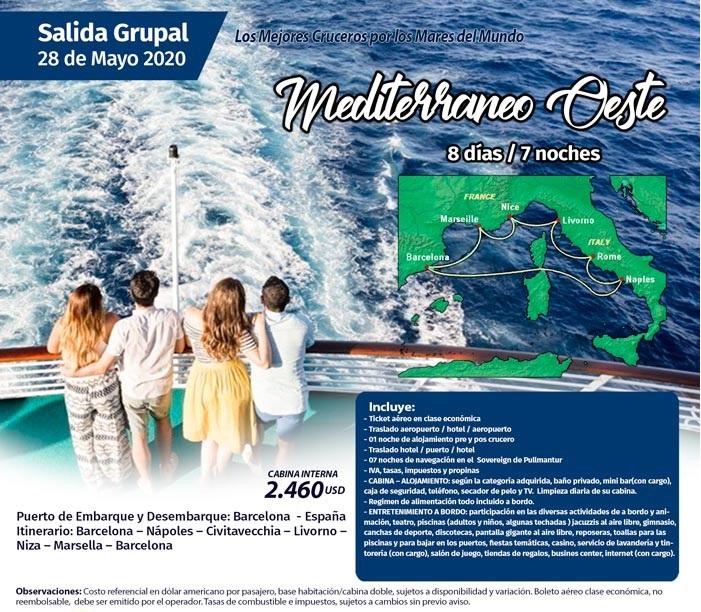 Salida Grupal
28 de Mayo 2020
Los Mejores Cruceros por los Mares del Mundo
Mediterraneo Oeste
8 días / 7 noches
FRANCE
Nice
Marseille
Livorno
ITALY
Barcelona
Rome
Naples
Incluye:
- Ticket aéreo en clase económica
- Traslado aeropuerto / hotel / aeropuerto
- 01 noche de alojamiento pre y pos crucero
- Traslado hotel / puerto / hotel
- 07 noches de navegación en el Sovereign de Pullmantur
- IVA, tasas, impuestos y propinas
- CABINA – ALOJAMIENTO: según la categoría adquirida, baño privado, mini bar(con cargo),
caja de seguridad, teléfono, secador de pelo y TV. Limpieza diaria de su cabina.
- Regimen de alimentación todo incluido a bordo.
- ENTRETENIMIENTO A BORDO: participación en las diversas actividades de a bordo y ani-
mación, teatro, piscinas (adultos y niños, algunas techadas ) jacuzzis al aire libre, gimnasio,
canchas de deporte, discotecas, pantalla gigante al aire libre, reposeras, toallas para las
piscinas y para bajar en los puertos, fiestas temáticas, casino, servicio de lavandería y tin-
torería (con cargo), salón de juego, tiendas de regalos, busines center, internet (con cargo).
CABINA INTERNA
2.460 USD
Puerto de Embarque y Desembarque: Barcelona - España
Itinerario: Barcelona – Nápoles – Civitavecchia – Livorno –
Niza – Marsella – Barcelona
Observaciones: Costo referencial en dólar americano por pasajero, base habitación/cabina doble, sujetos a disponibilidad y variación. Boleto aéreo clase económica, no
reembolsable, debe ser emitido por el operador. Tasas de combustible e impuestos, sujetos a cambios sin previo aviso.